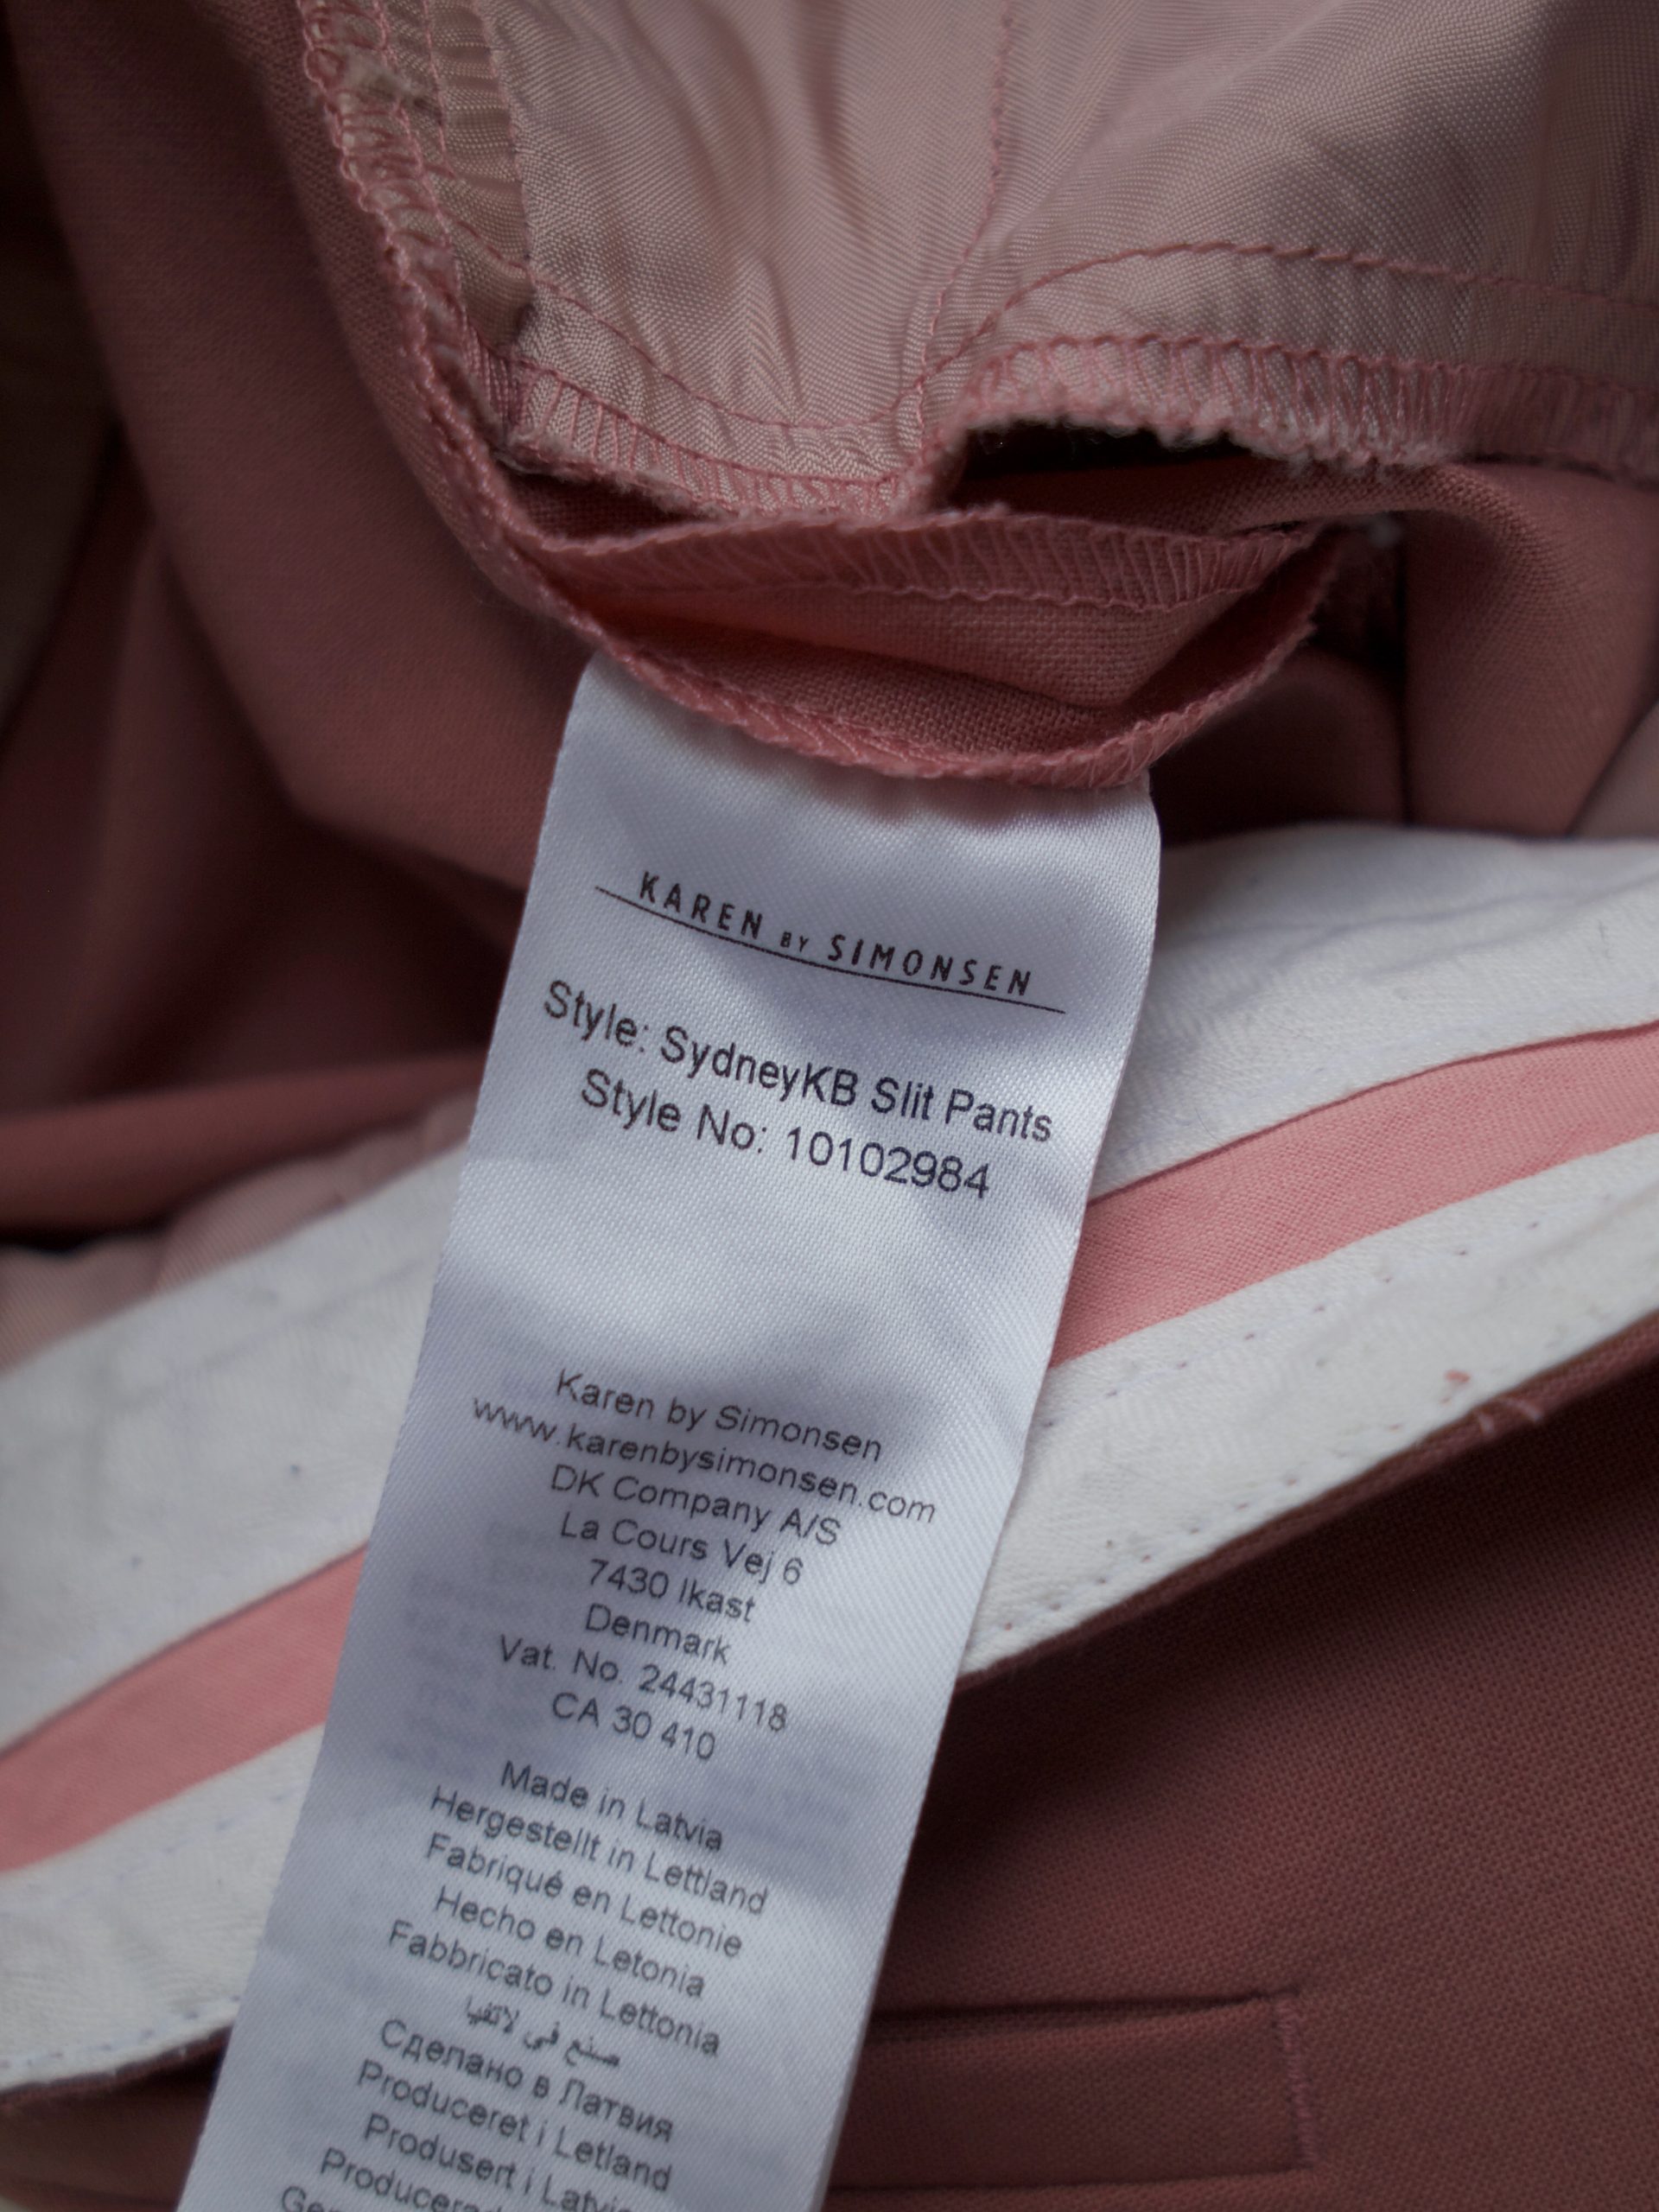 KAREN BY SIMONSEN
Style: SydneyKB Slit Pants
Style No: 10102984
Karen by Simonsen
www.karenbysimonsen.com
DK Company A/S
La Cours Vej 6
7430 Ikast
Denmark
Vat. No. 24431118
CA 30 410
Made in Latvia
Hergestellt in Lettland
Fabriqué en Lettonie
Hecho en Letonia
Fabbricato in Lettonia
صنع في لاتفيا
Сделано в Латвия
Produceret i Letland
Produsert i